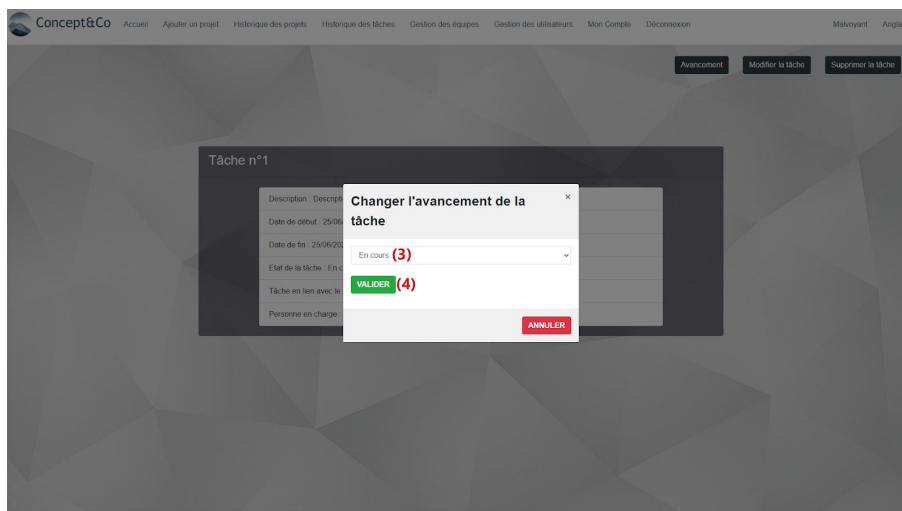 Concept&Co Accueil Ajouter un projet Historique des projets Historique des tâches Gestion des équipes Gestion des utilisateurs Mon Compte Déconnexion Malvoyant Angla
Avancement Modifier la tâche Supprimer la tâche
Tâche n°1
Description : Descripti
Date de début : 25/06/
Date de fin : 25/06/202
Etat de la tâche : En c
Tâche en lien avec le
Personne en charge :
Changer l'avancement de la ×
tâche
En cours (3)
VALIDER (4)
ANNULER